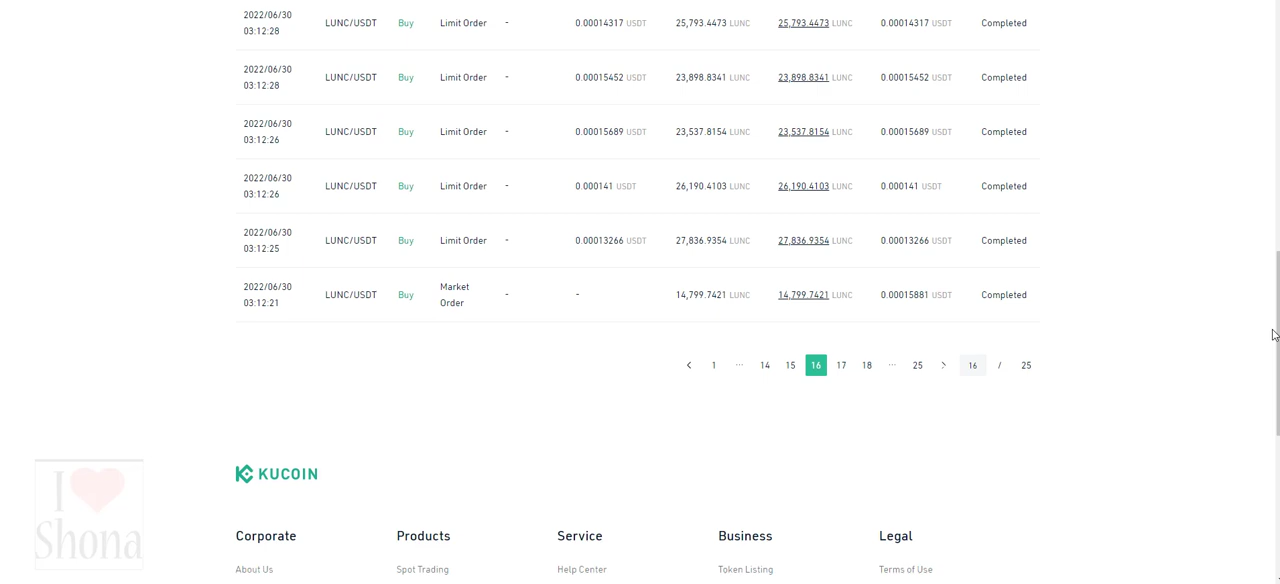 2022/06/30
03:12:28
LUNC/USDT Buy Limit Order - 0.00014317 USDT 25,793.4473 LUNC 25,793.4473 LUNC 0.00014317 USDT Completed
2022/06/30
03:12:28
LUNC/USDT Buy Limit Order - 0.00015452 USDT 23,898.8341 LUNC 23,898.8341 LUNC 0.00015452 USDT Completed
2022/06/30
03:12:26
LUNC/USDT Buy Limit Order - 0.00015689 USDT 23,537.8154 LUNC 23,537.8154 LUNC 0.00015689 USDT Completed
2022/06/30
03:12:26
LUNC/USDT Buy Limit Order - 0.000141 USDT 26,190.4103 LUNC 26,190.4103 LUNC 0.000141 USDT Completed
2022/06/30
03:12:25
LUNC/USDT Buy Limit Order - 0.00013266 USDT 27,836.9354 LUNC 27,836.9354 LUNC 0.00013266 USDT Completed
2022/06/30
03:12:21
LUNC/USDT Buy Market
Order
- - 14,799.7421 LUNC 14,799.7421 LUNC 0.00015881 USDT Completed
1 ... 14 15 16 17 18 ... 25 16 / 25
KUCOIN
I
Shona
Corporate Products Service Business Legal
About Us Spot Trading Help Center Token Listing Terms of Use